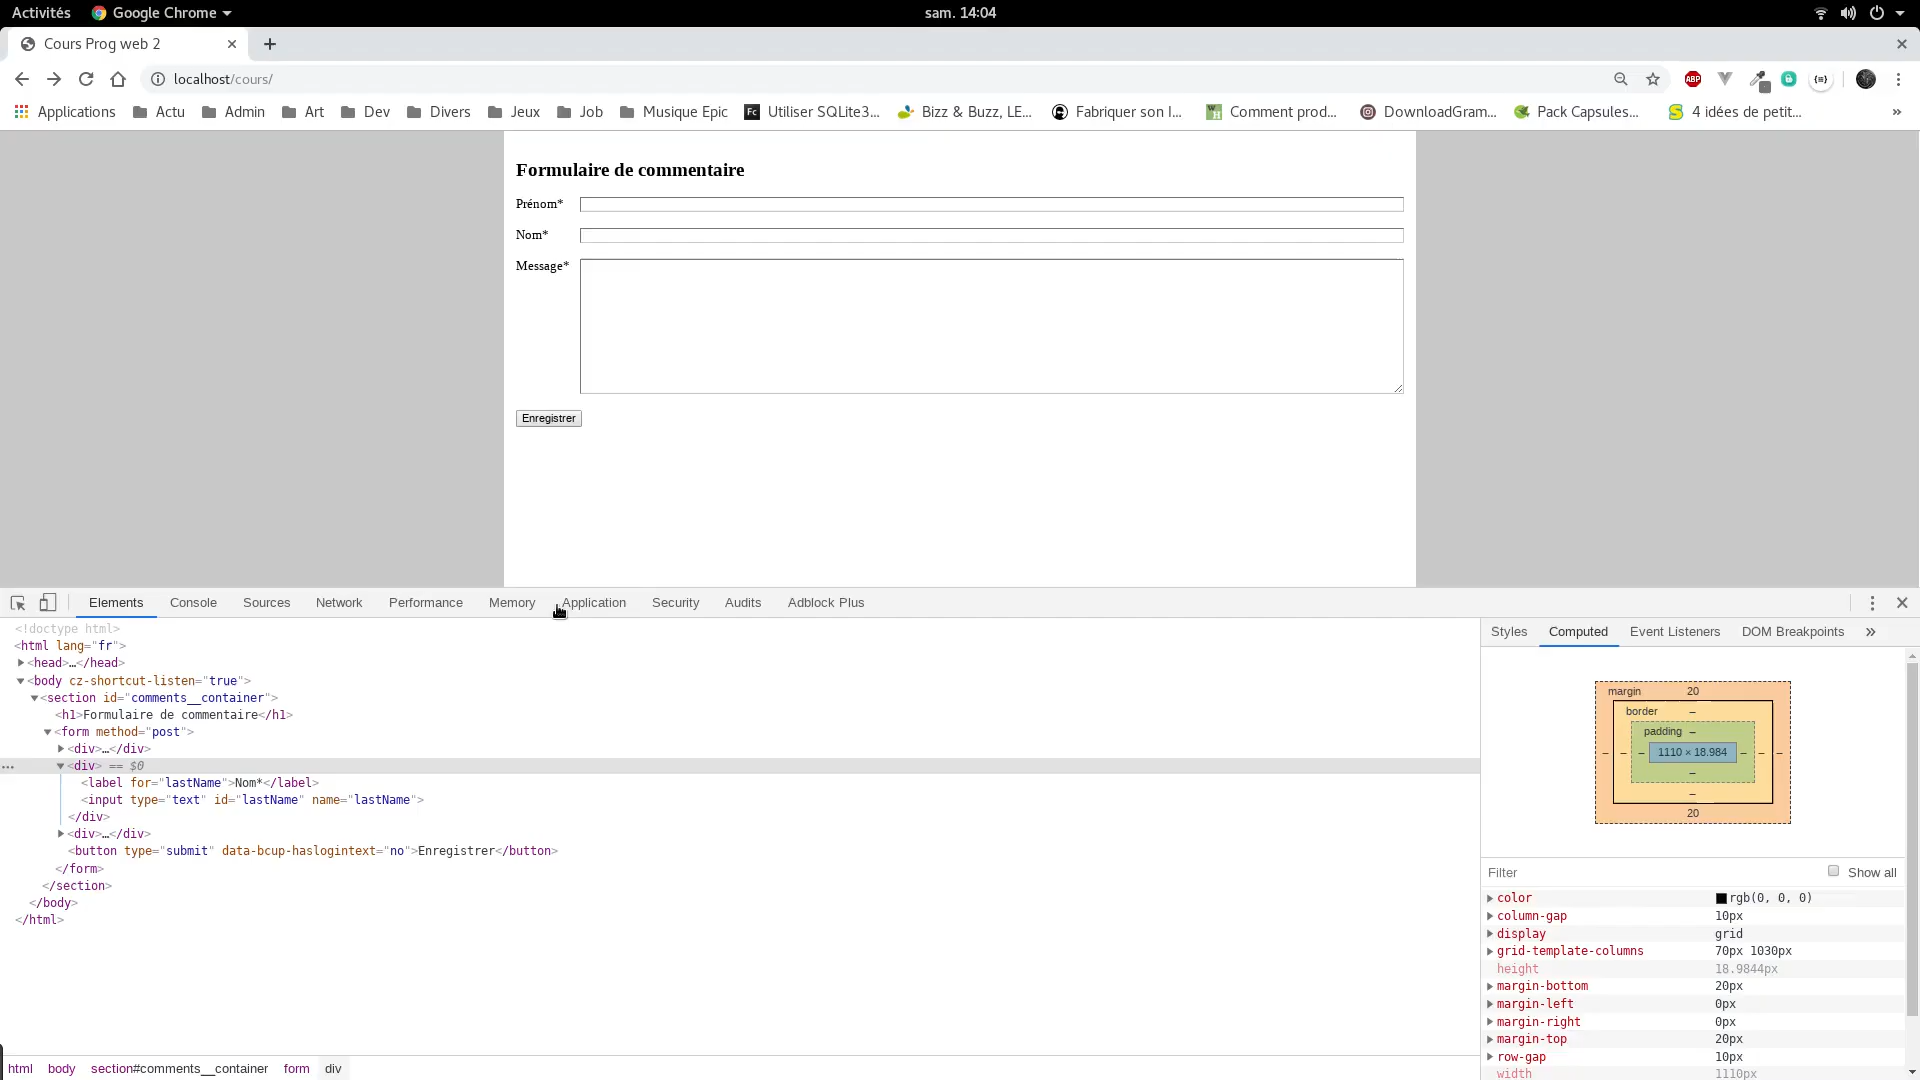 Activités Google Chrome sam. 14:04
Cours Prog web 2
localhost/cours/ ABP
Applications Actu Admin Art Dev Divers Jeux Job Musique Epic Fc Utiliser SQLite3... Bizz & Buzz, LE... Fabriquer son I... Comment prod... DownloadGram... Pack Capsules... 4 idées de petit... »
Formulaire de commentaire
Prénom*
Nom*
Message*
Enregistrer
Elements Console Sources Network Performance Memory Application Security Audits Adblock Plus
<!doctype html>
<html lang="fr">
<head>…</head>
<body cz-shortcut-listen="true">
<section id="comments__container">
<h1>Formulaire de commentaire</h1>
<form method="post">
<div>…</div>
<div> == $0
<label for="lastName">Nom*</label>
<input type="text" id="lastName" name="lastName">
</div>
<div>…</div>
<button type="submit" data-bcup-haslogintext="no">Enregistrer</button>
</form>
</section>
</body>
</html>
html body section#comments__container form div
Styles Computed Event Listeners DOM Breakpoints »
margin 20
border –
padding –
– – – 1110 × 18.984 – – –
–
–
20
Filter Show all
color rgb(0, 0, 0)
column-gap 10px
display grid
grid-template-columns 70px 1030px
height 18.9844px
margin-bottom 20px
margin-left 0px
margin-right 0px
margin-top 20px
row-gap 10px
width 1110px